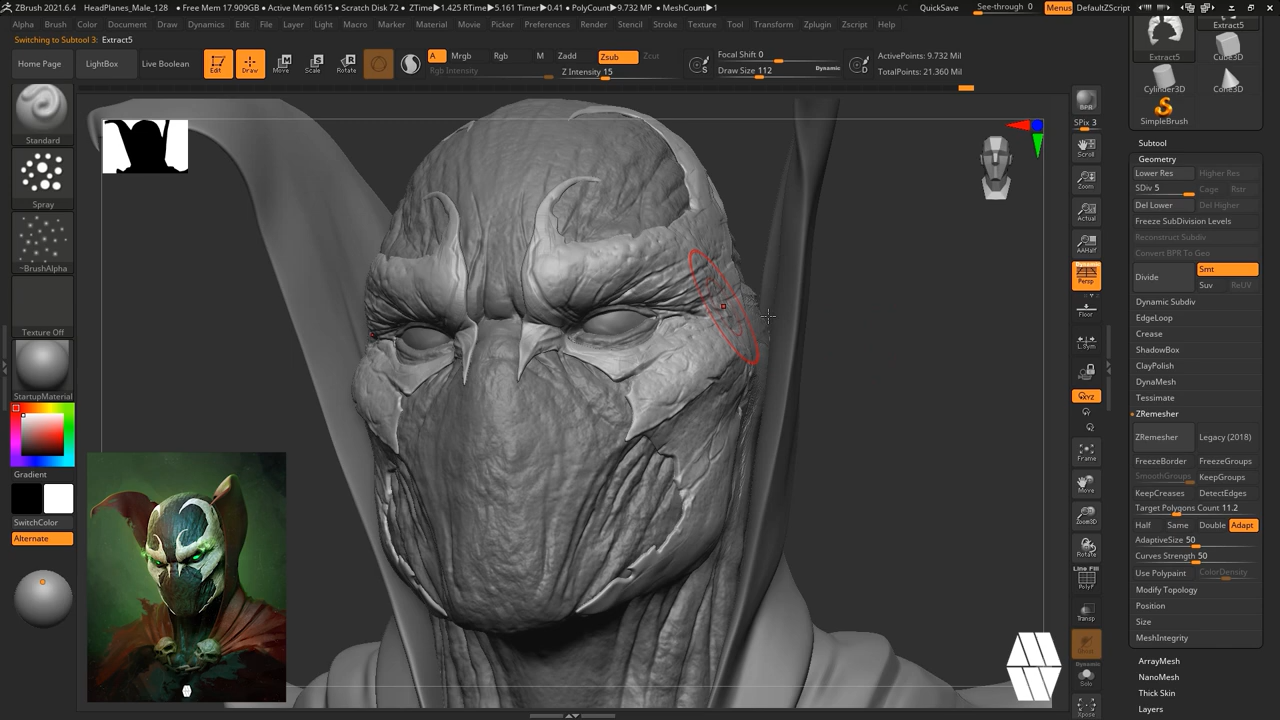 ZBrush 2021.6.4 HeadPlanes_Male_128 • Free Mem 17.909GB • Active Mem 6615 • Scratch Disk 72 • ZTime▶1.425 RTime▶5.161 Timer▶0.41 • PolyCount▶9.732 MP • MeshCount▶1 AC QuickSave See-through 0 Menus DefaultZScript
Alpha Brush Color Document Draw Dynamics Edit File Layer Light Macro Marker Material Movie Picker Preferences Render Stencil Stroke Texture Tool Transform Zplugin Zscript Help
Switching to Subtool 3: Extract5
Home Page
LightBox
Live Boolean
Edit
Draw
Move
Scale
Rotate
A
Mrgb
Rgb
M
Zadd
Zsub
Zcut
Rgb Intensity
Z Intensity 15
S
Focal Shift 0
Draw Size 112
Dynamic
D
ActivePoints: 9.732 Mil
TotalPoints: 21.360 Mil
Standard
Spray
~BrushAlpha
Texture Off
StartupMaterial
Gradient
SwitchColor
Alternate
BPR
SPix 3
Scroll
Zoom
Actual
AAHalf
Dynamic
Persp
Floor
L.Sym
XYZ
Frame
Move
Zoom3D
Rotate
Line Fill
PolyF
Transp
Dynamic
Solo
Xpose
Extract5
Extract5
Cube3D
Cylinder3D
Cone3D
SimpleBrush
Subtool
Geometry
Lower Res
Higher Res
SDiv 5
Cage
Rstr
Del Lower
Del Higher
Freeze SubDivision Levels
Reconstruct Subdiv
Convert BPR To Geo
Divide
Smt
Suv
ReUV
Dynamic Subdiv
EdgeLoop
Crease
ShadowBox
ClayPolish
DynaMesh
Tessimate
ZRemesher
ZRemesher
Legacy (2018)
FreezeBorder
FreezeGroups
SmoothGroups
KeepGroups
KeepCreases
DetectEdges
Target Polygons Count 11.2
Half
Same
Double
Adapt
AdaptiveSize 50
Curves Strength 50
Use Polypaint
ColorDensity
Modify Topology
Position
Size
MeshIntegrity
ArrayMesh
NanoMesh
Thick Skin
Layers